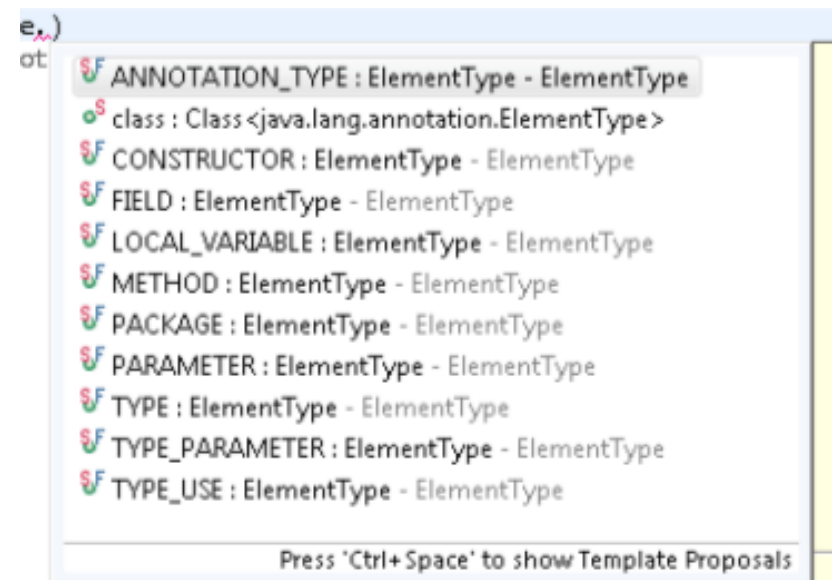 e.)
ot
ANNOTATION_TYPE : ElementType - ElementType
class : Class<java.lang.annotation.ElementType>
CONSTRUCTOR : ElementType - ElementType
FIELD : ElementType - ElementType
LOCAL_VARIABLE : ElementType - ElementType
METHOD : ElementType - ElementType
PACKAGE : ElementType - ElementType
PARAMETER : ElementType - ElementType
TYPE : ElementType - ElementType
TYPE_PARAMETER : ElementType - ElementType
TYPE_USE : ElementType - ElementType
Press 'Ctrl+Space' to show Template Proposals